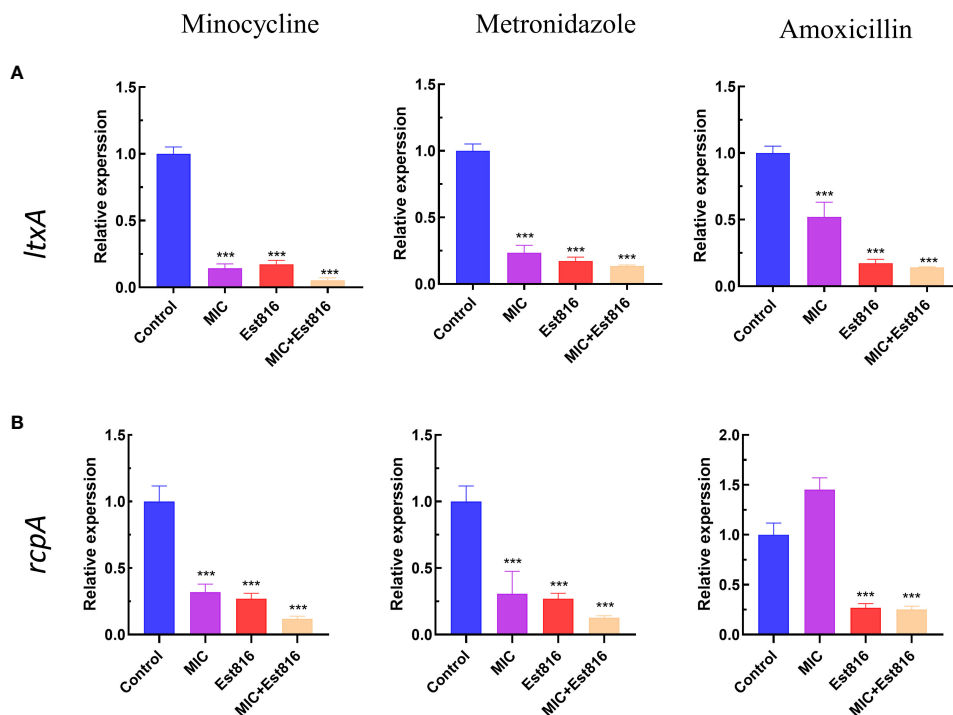 Minocycline
Metronidazole
Amoxicillin
A
ltxA
Relative experssion
1.5
1.0
0.5
0.0
***
***
***
Control
MIC
Est816
MIC+Est816
Relative experssion
1.5
1.0
0.5
0.0
***
***
***
Control
MIC
Est816
MIC+Est816
Relative experssion
1.5
1.0
0.5
0.0
***
***
***
Control
MIC
Est816
MIC+Est816
B
rcpA
Relative experssion
1.5
1.0
0.5
0.0
***
***
***
Control
MIC
Est816
MIC+Est816
Relative experssion
1.5
1.0
0.5
0.0
***
***
***
Control
MIC
Est816
MIC+Est816
Relative experssion
2.0
1.5
1.0
0.5
0.0
***
***
Control
MIC
Est816
MIC+Est816